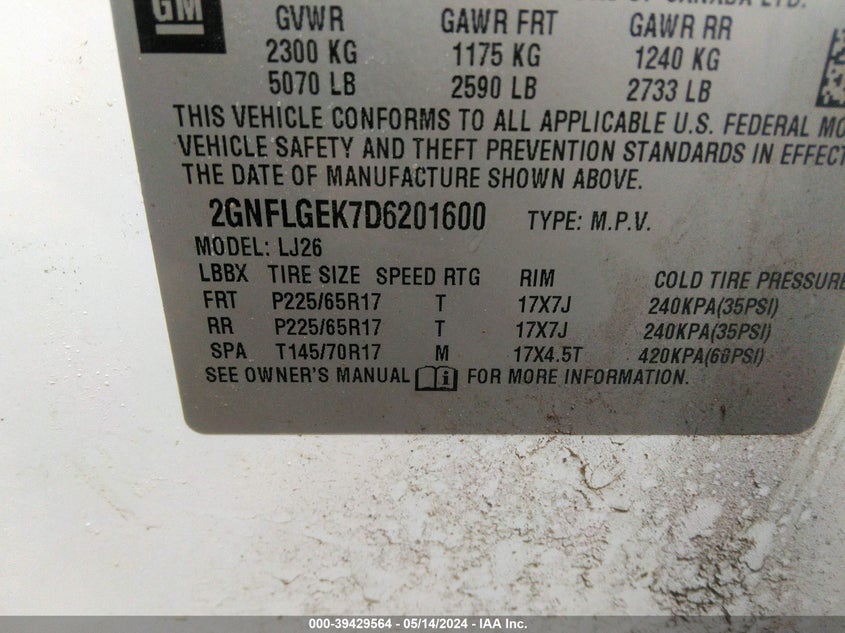 GM
OF CANADA LTD.
GVWR GAWR FRT GAWR RR
2300 KG 1175 KG 1240 KG
5070 LB 2590 LB 2733 LB
THIS VEHICLE CONFORMS TO ALL APPLICABLE U.S. FEDERAL MO
VEHICLE SAFETY AND THEFT PREVENTION STANDARDS IN EFFECT
THE DATE OF MANUFACTURE SHOWN ABOVE.
2GNFLGEK7D6201600 TYPE: M.P.V.
MODEL: LJ26
LBBX TIRE SIZE SPEED RTG RIM COLD TIRE PRESSURE
FRT P225/65R17 T 17X7J 240KPA(35PSI)
RR P225/65R17 T 17X7J 240KPA(35PSI)
SPA T145/70R17 M 17X4.5T 420KPA(60PSI)
SEE OWNER'S MANUAL FOR MORE INFORMATION.
000-39429564 - 05/14/2024 - IAA Inc.